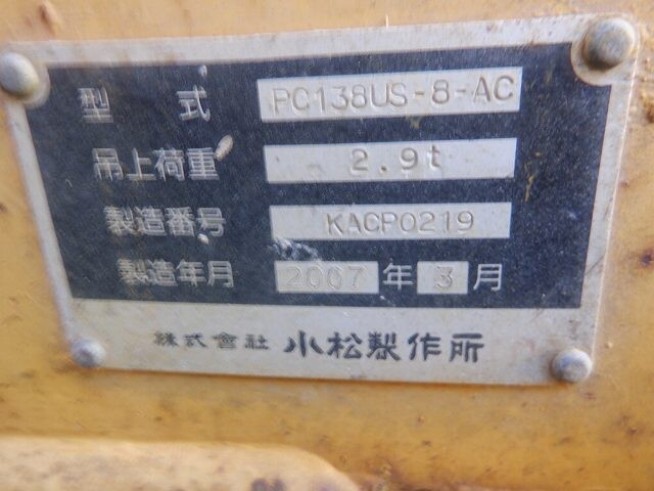 型 式 PC138US-8-AC
吊上荷重 2.9t
製造番号 KACP0219
製造年月 2007年 3月
株式會社 小松製作所